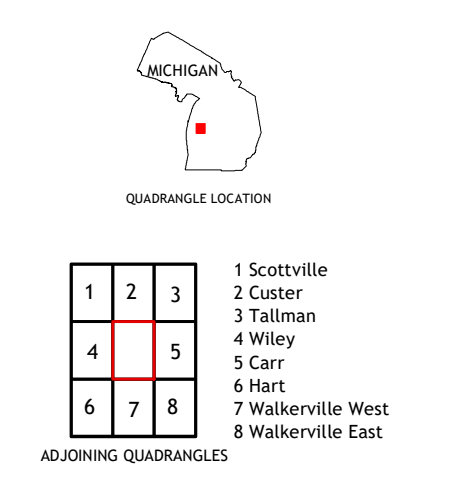 MICHIGAN
QUADRANGLE LOCATION
1 2 3
4 5
6 7 8
ADJOINING QUADRANGLES
1 Scottville
2 Custer
3 Tallman
4 Wiley
5 Carr
6 Hart
7 Walkerville West
8 Walkerville East